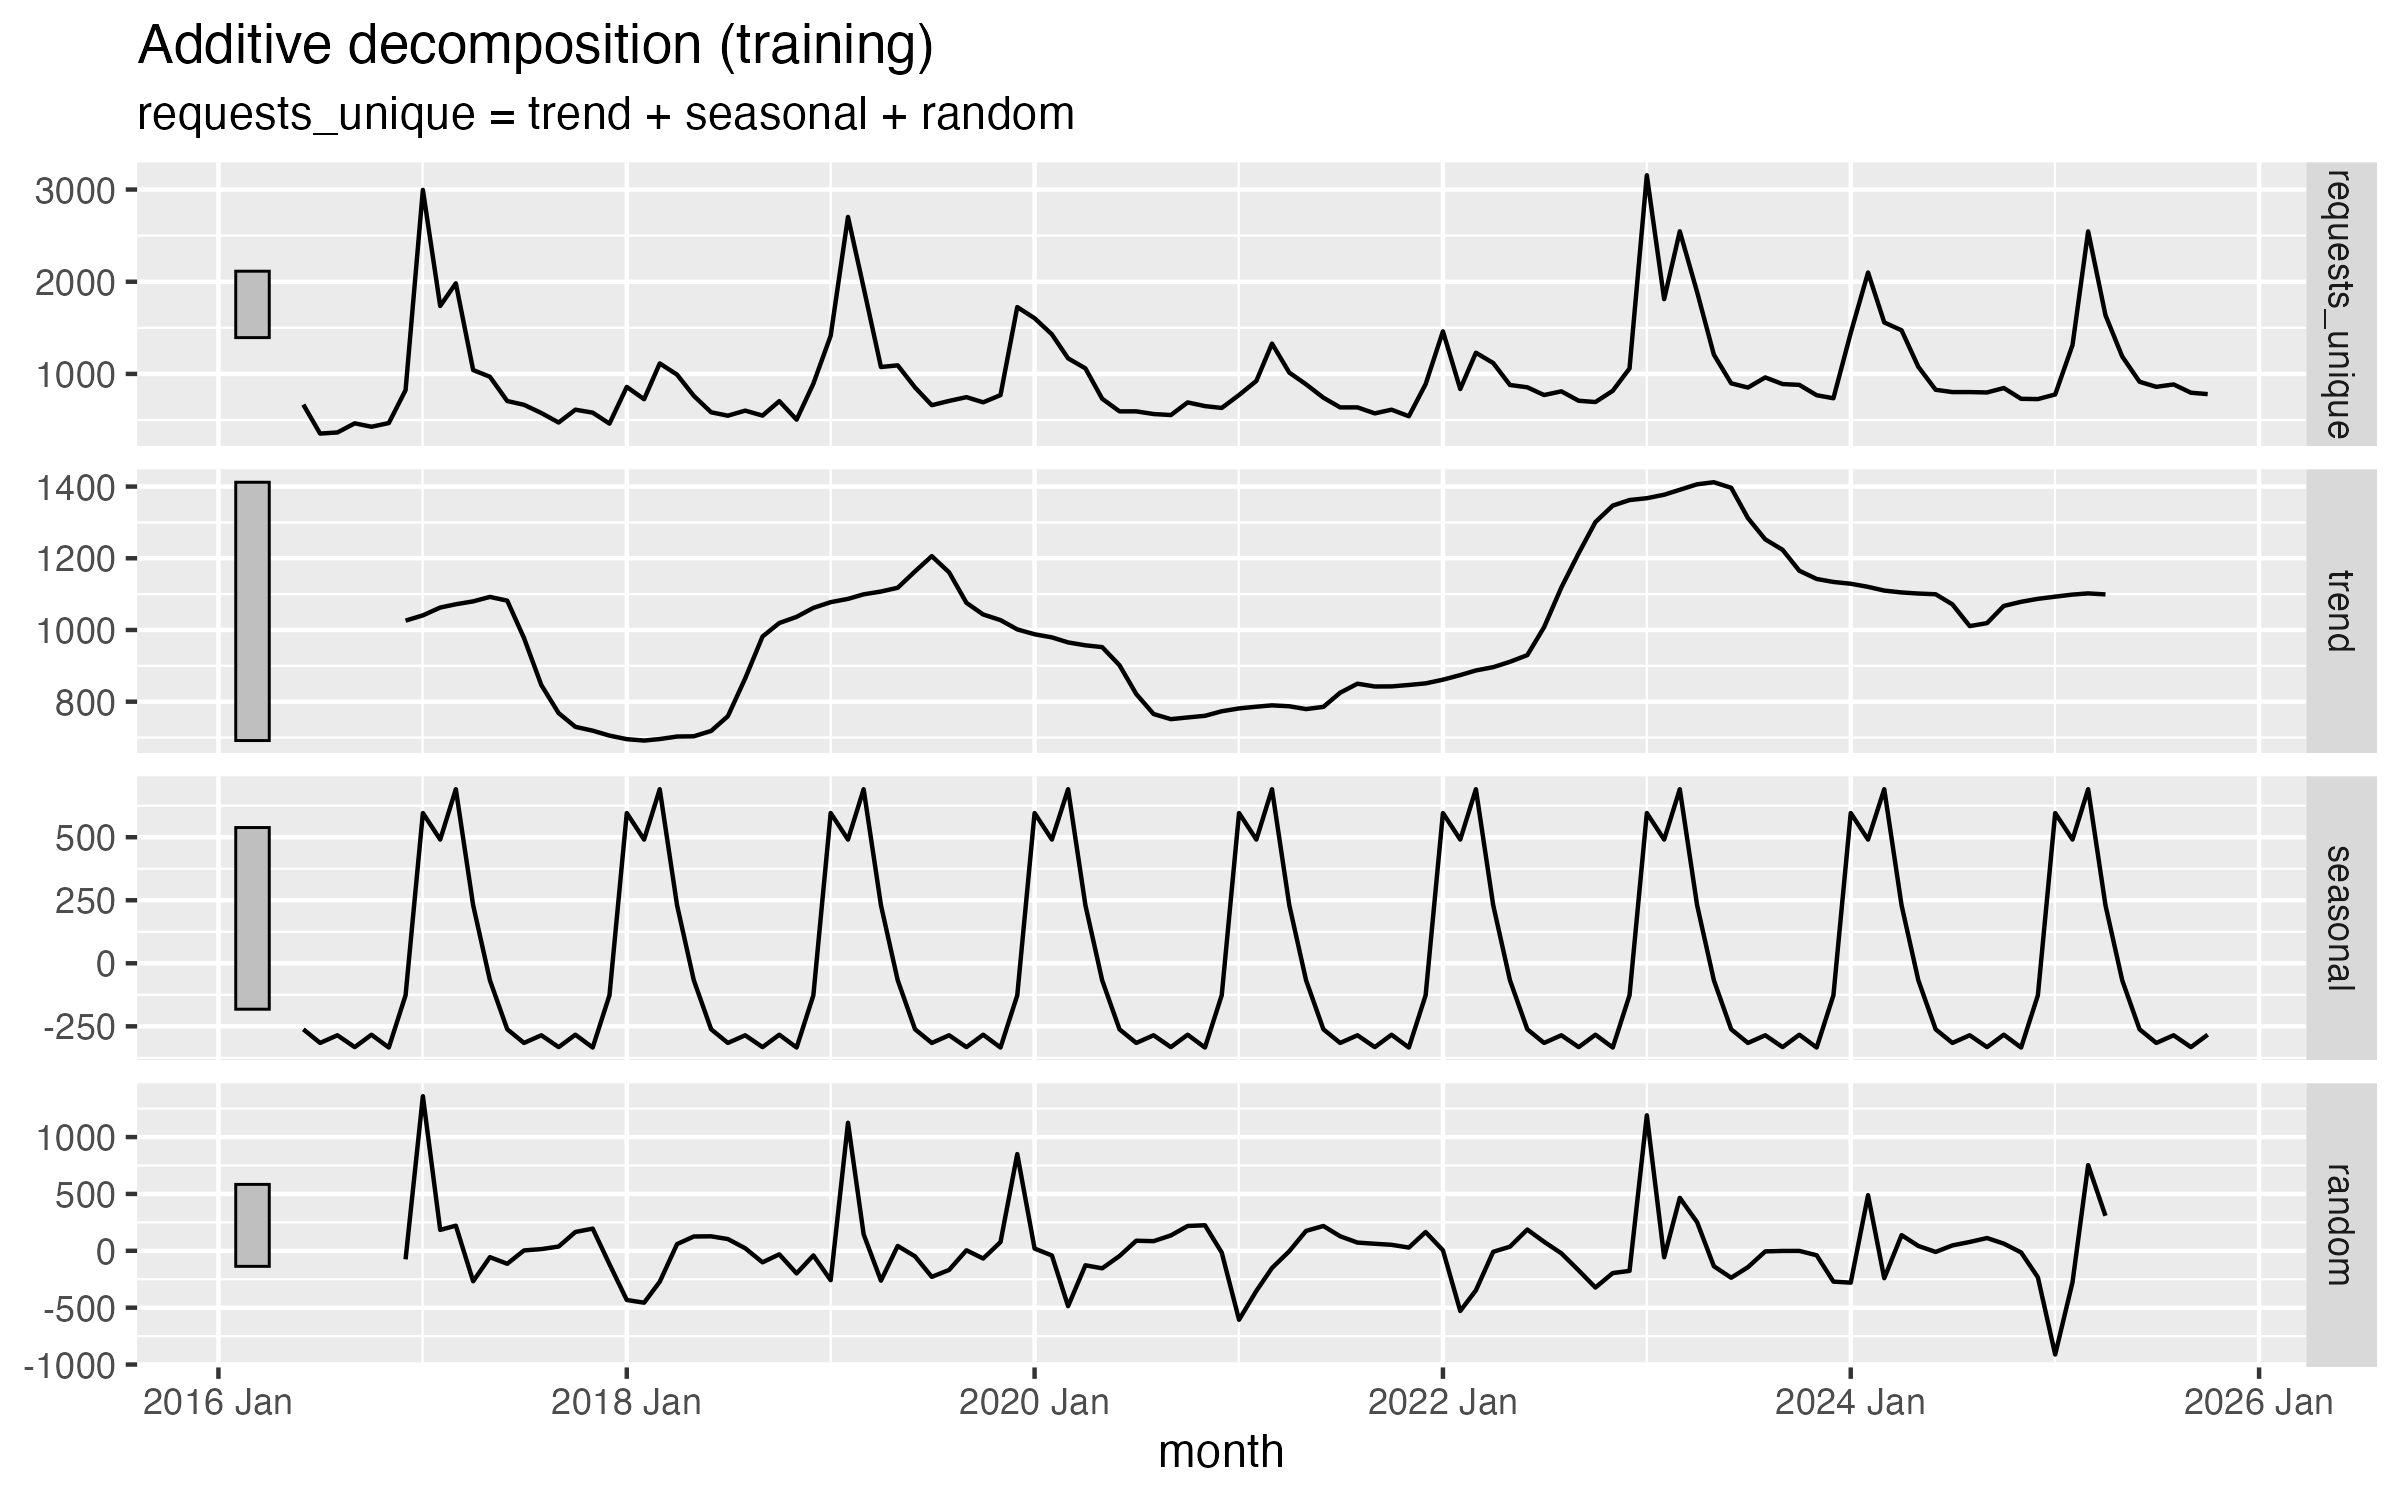 Additive decomposition (training)
requests_unique = trend + seasonal + random
3000
2000
1000
requests_unique
1400
1200
1000
800
trend
500
250
0
-250
seasonal
1000
500
0
-500
-1000
random
2016 Jan
2018 Jan
2020 Jan
2022 Jan
2024 Jan
2026 Jan
month